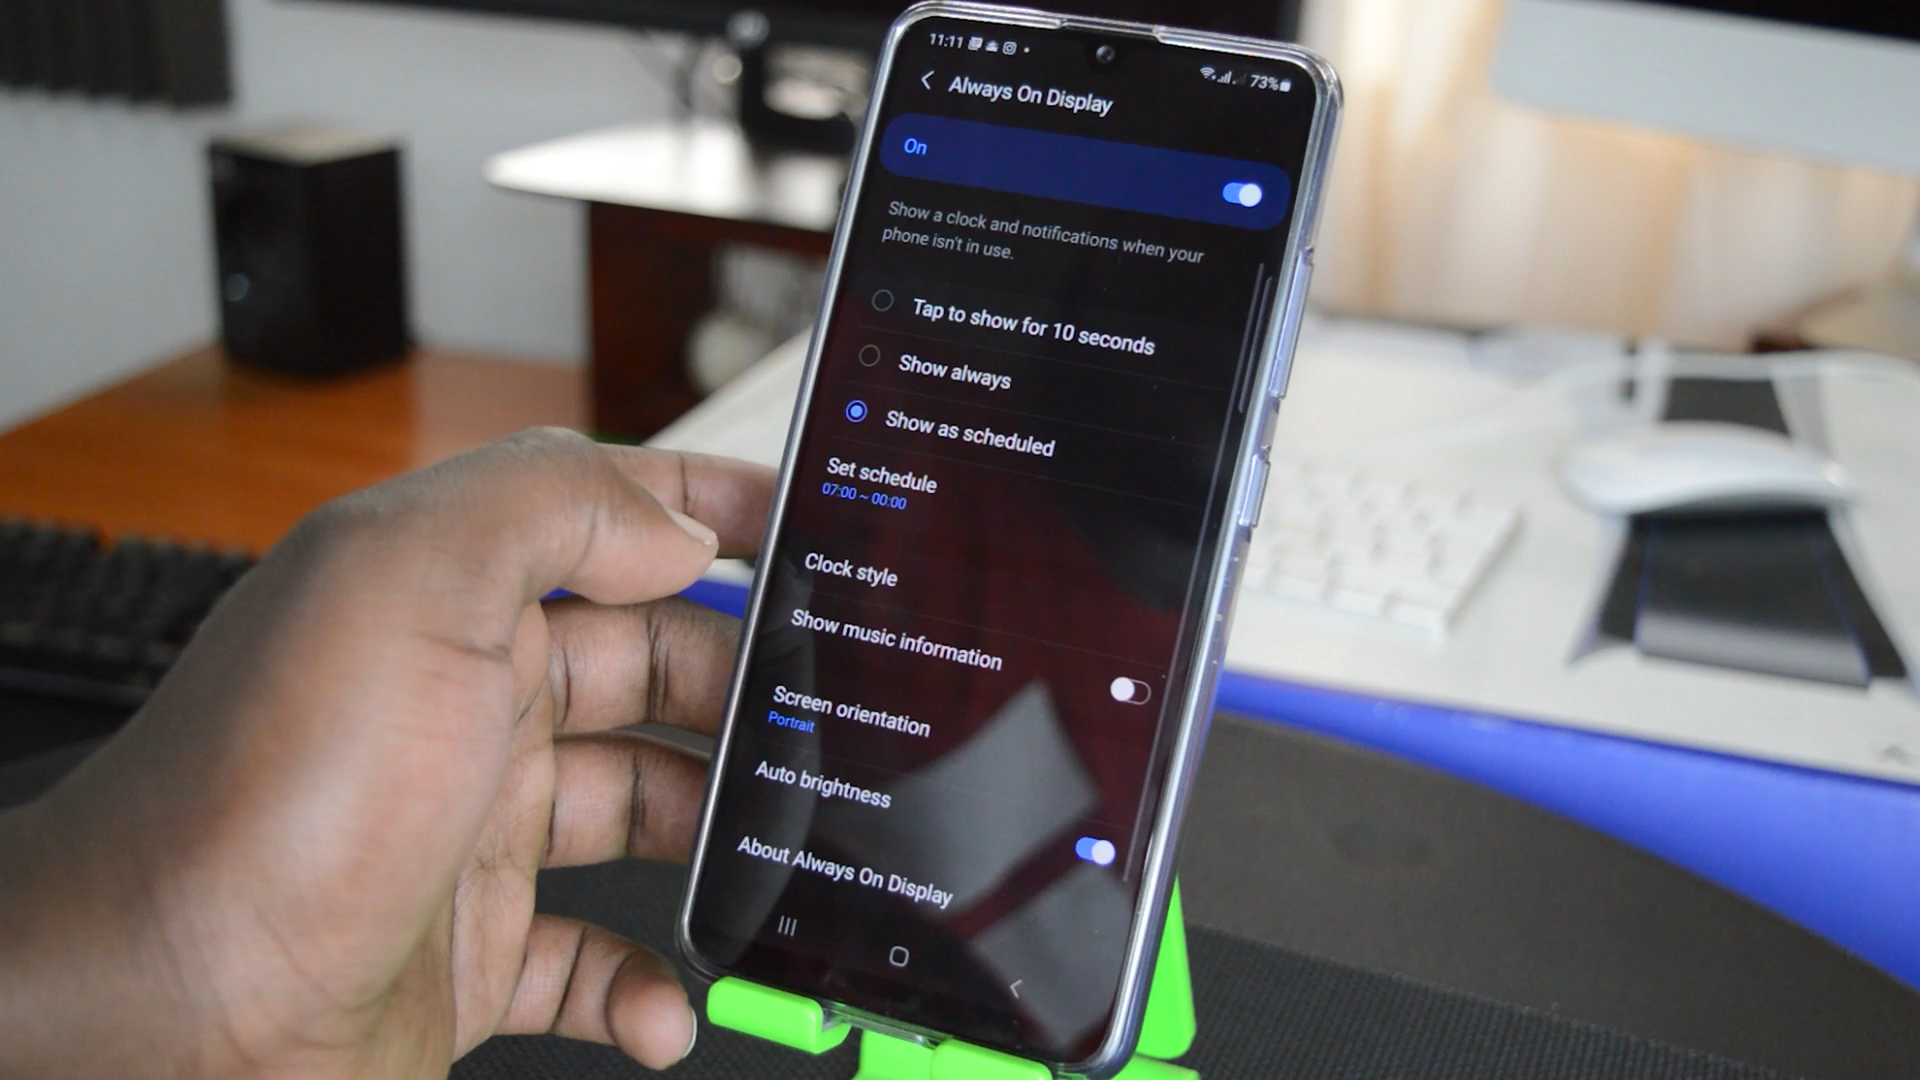 11:11
73%
Always On Display
On
Show a clock and notifications when your
phone isn't in use.
Tap to show for 10 seconds
Show always
Show as scheduled
Set schedule
07:00 ~ 00:00
Clock style
Show music information
Screen orientation
Portrait
Auto brightness
About Always On Display